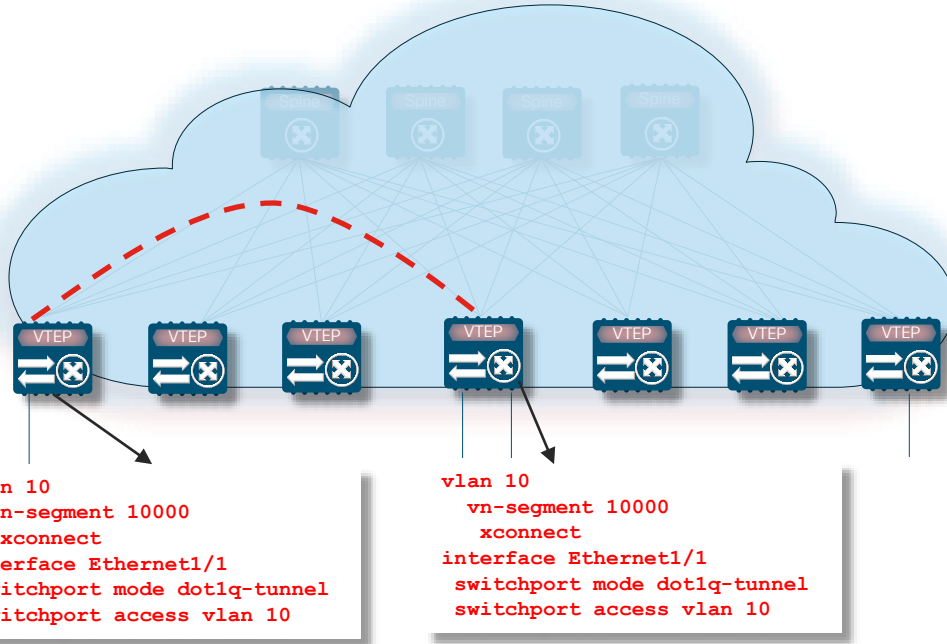 Spine Spine Spine Spine
VTEP VTEP VTEP VTEP VTEP VTEP VTEP
n 10
n-segment 10000
xconnect
erface Ethernet1/1
itchport mode dot1q-tunnel
itchport access vlan 10
vlan 10
vn-segment 10000
xconnect
interface Ethernet1/1
switchport mode dot1q-tunnel
switchport access vlan 10